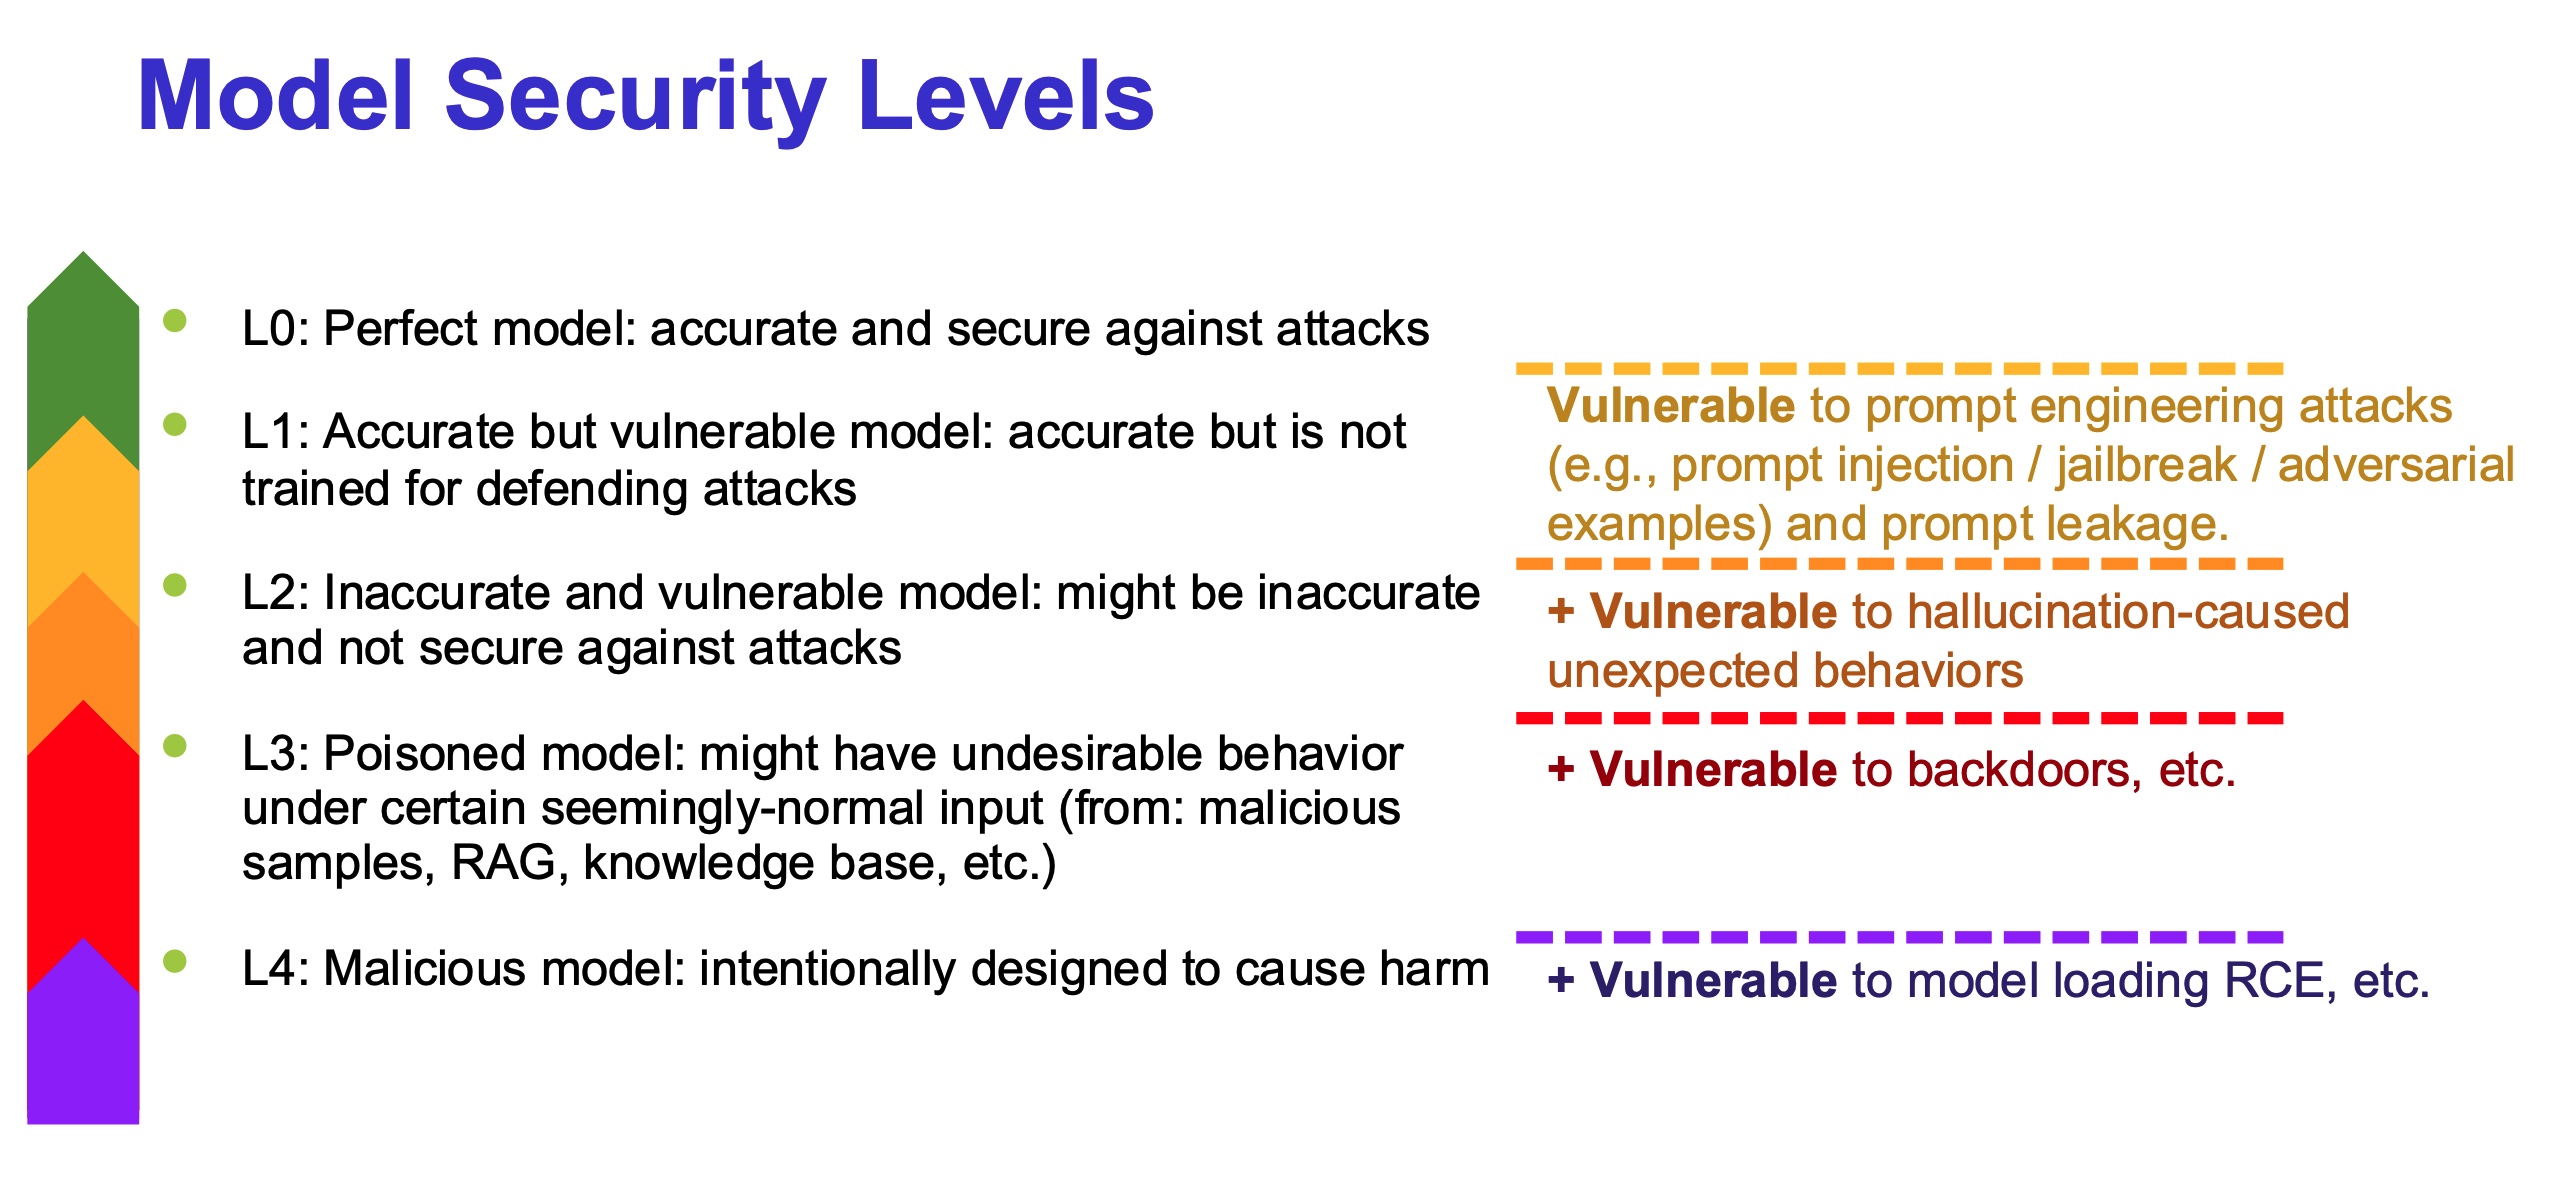 Model Security Levels
L0: Perfect model: accurate and secure against attacks
L1: Accurate but vulnerable model: accurate but is not
trained for defending attacks
L2: Inaccurate and vulnerable model: might be inaccurate
and not secure against attacks
L3: Poisoned model: might have undesirable behavior
under certain seemingly-normal input (from: malicious
samples, RAG, knowledge base, etc.)
L4: Malicious model: intentionally designed to cause harm
Vulnerable to prompt engineering attacks
(e.g., prompt injection / jailbreak / adversarial
examples) and prompt leakage.
+ Vulnerable to hallucination-caused
unexpected behaviors
+ Vulnerable to backdoors, etc.
+ Vulnerable to model loading RCE, etc.